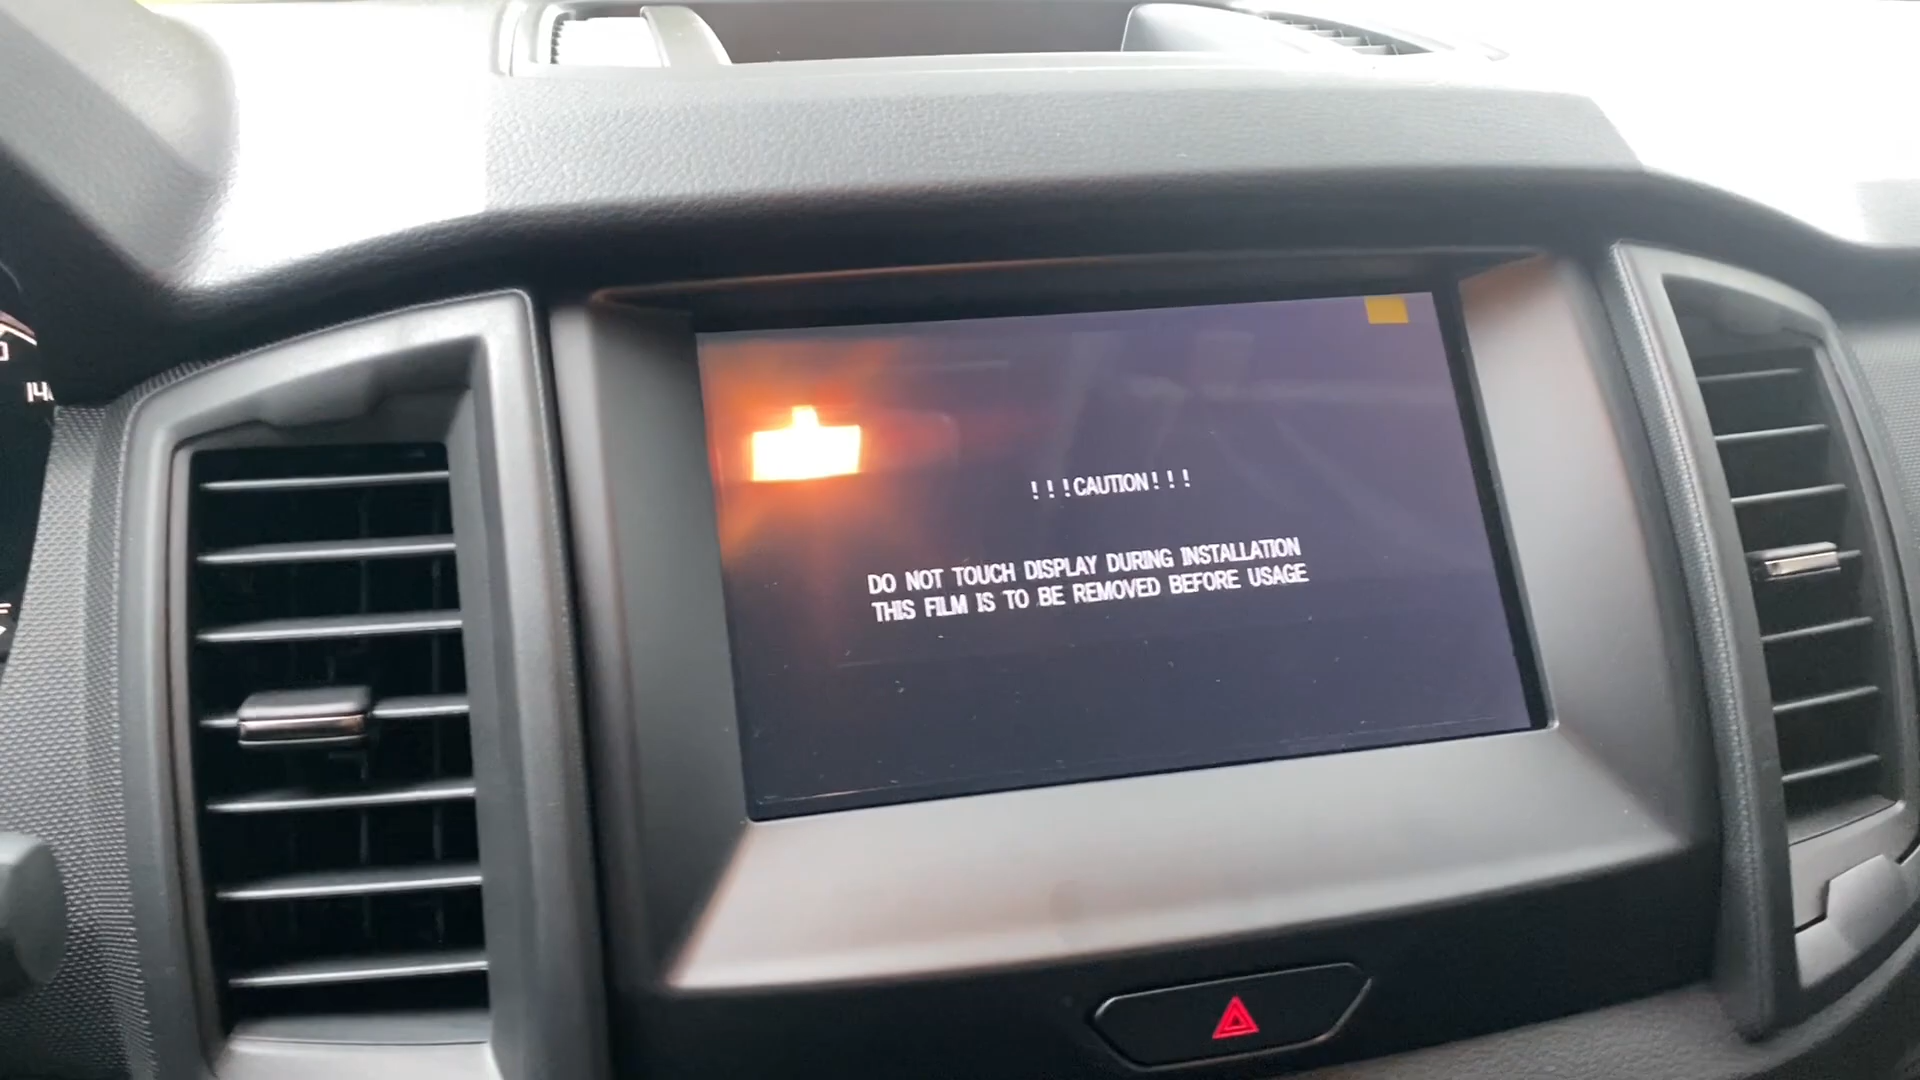 !!!CAUTION!!!
DO NOT TOUCH DISPLAY DURING INSTALLATION
THIS FILM IS TO BE REMOVED BEFORE USAGE